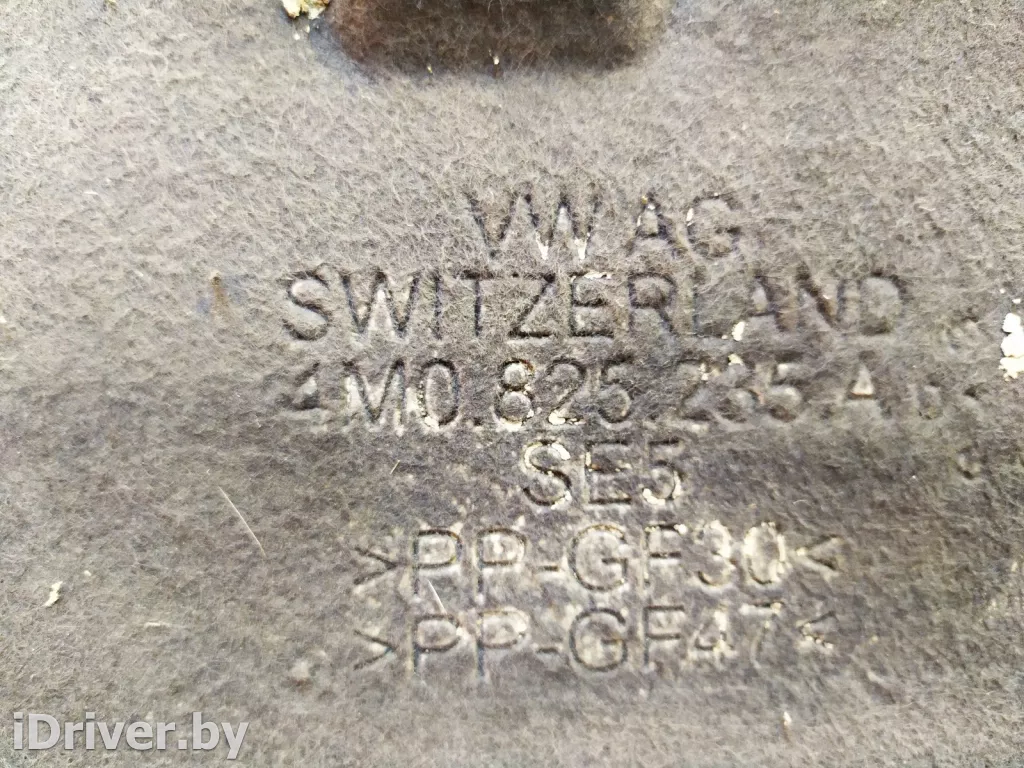 VW AG
SWITZERLAND
4M0.825.235.A
SE5
>PP-GF30<
>PP-GF47<
iDriver.by